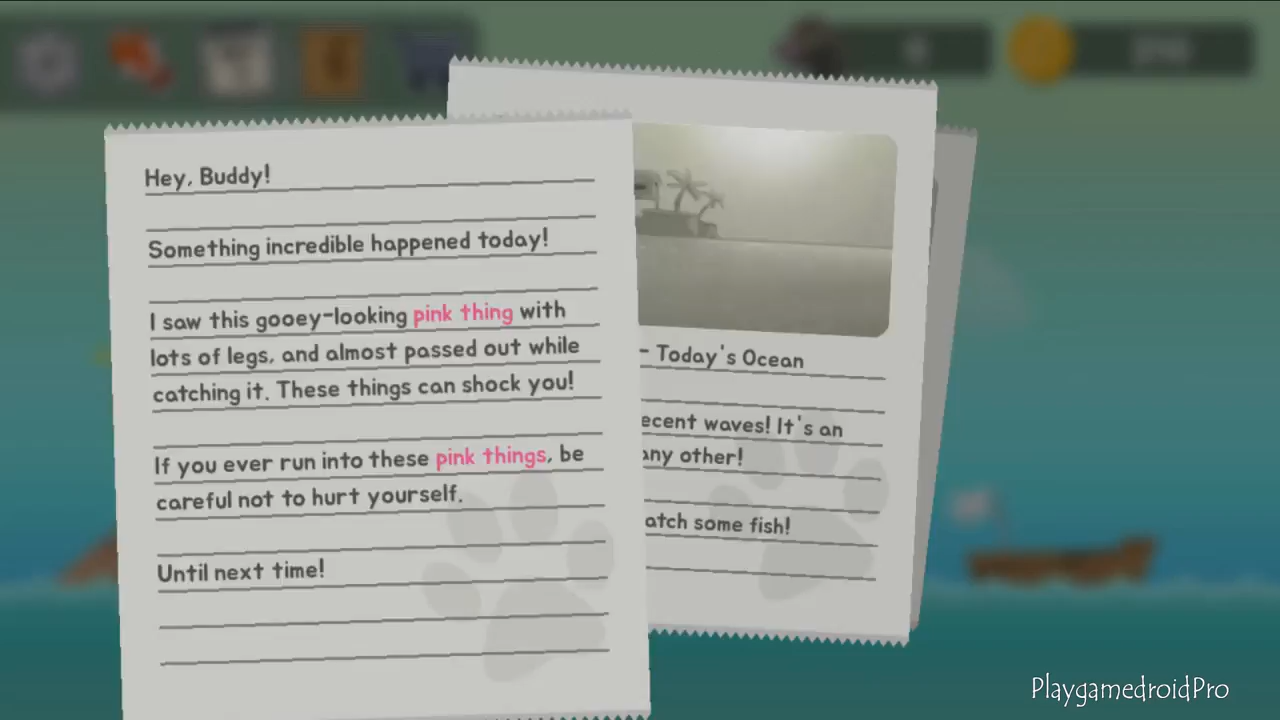 Hey, Buddy!
Something incredible happened today!
I saw this gooey-looking pink thing with
lots of legs, and almost passed out while
catching it. These things can shock you!
If you ever run into these pink things, be
careful not to hurt yourself.
Until next time!
- Today's Ocean
ecent waves! It's an
any other!
atch some fish!
PlaygamedroidPro